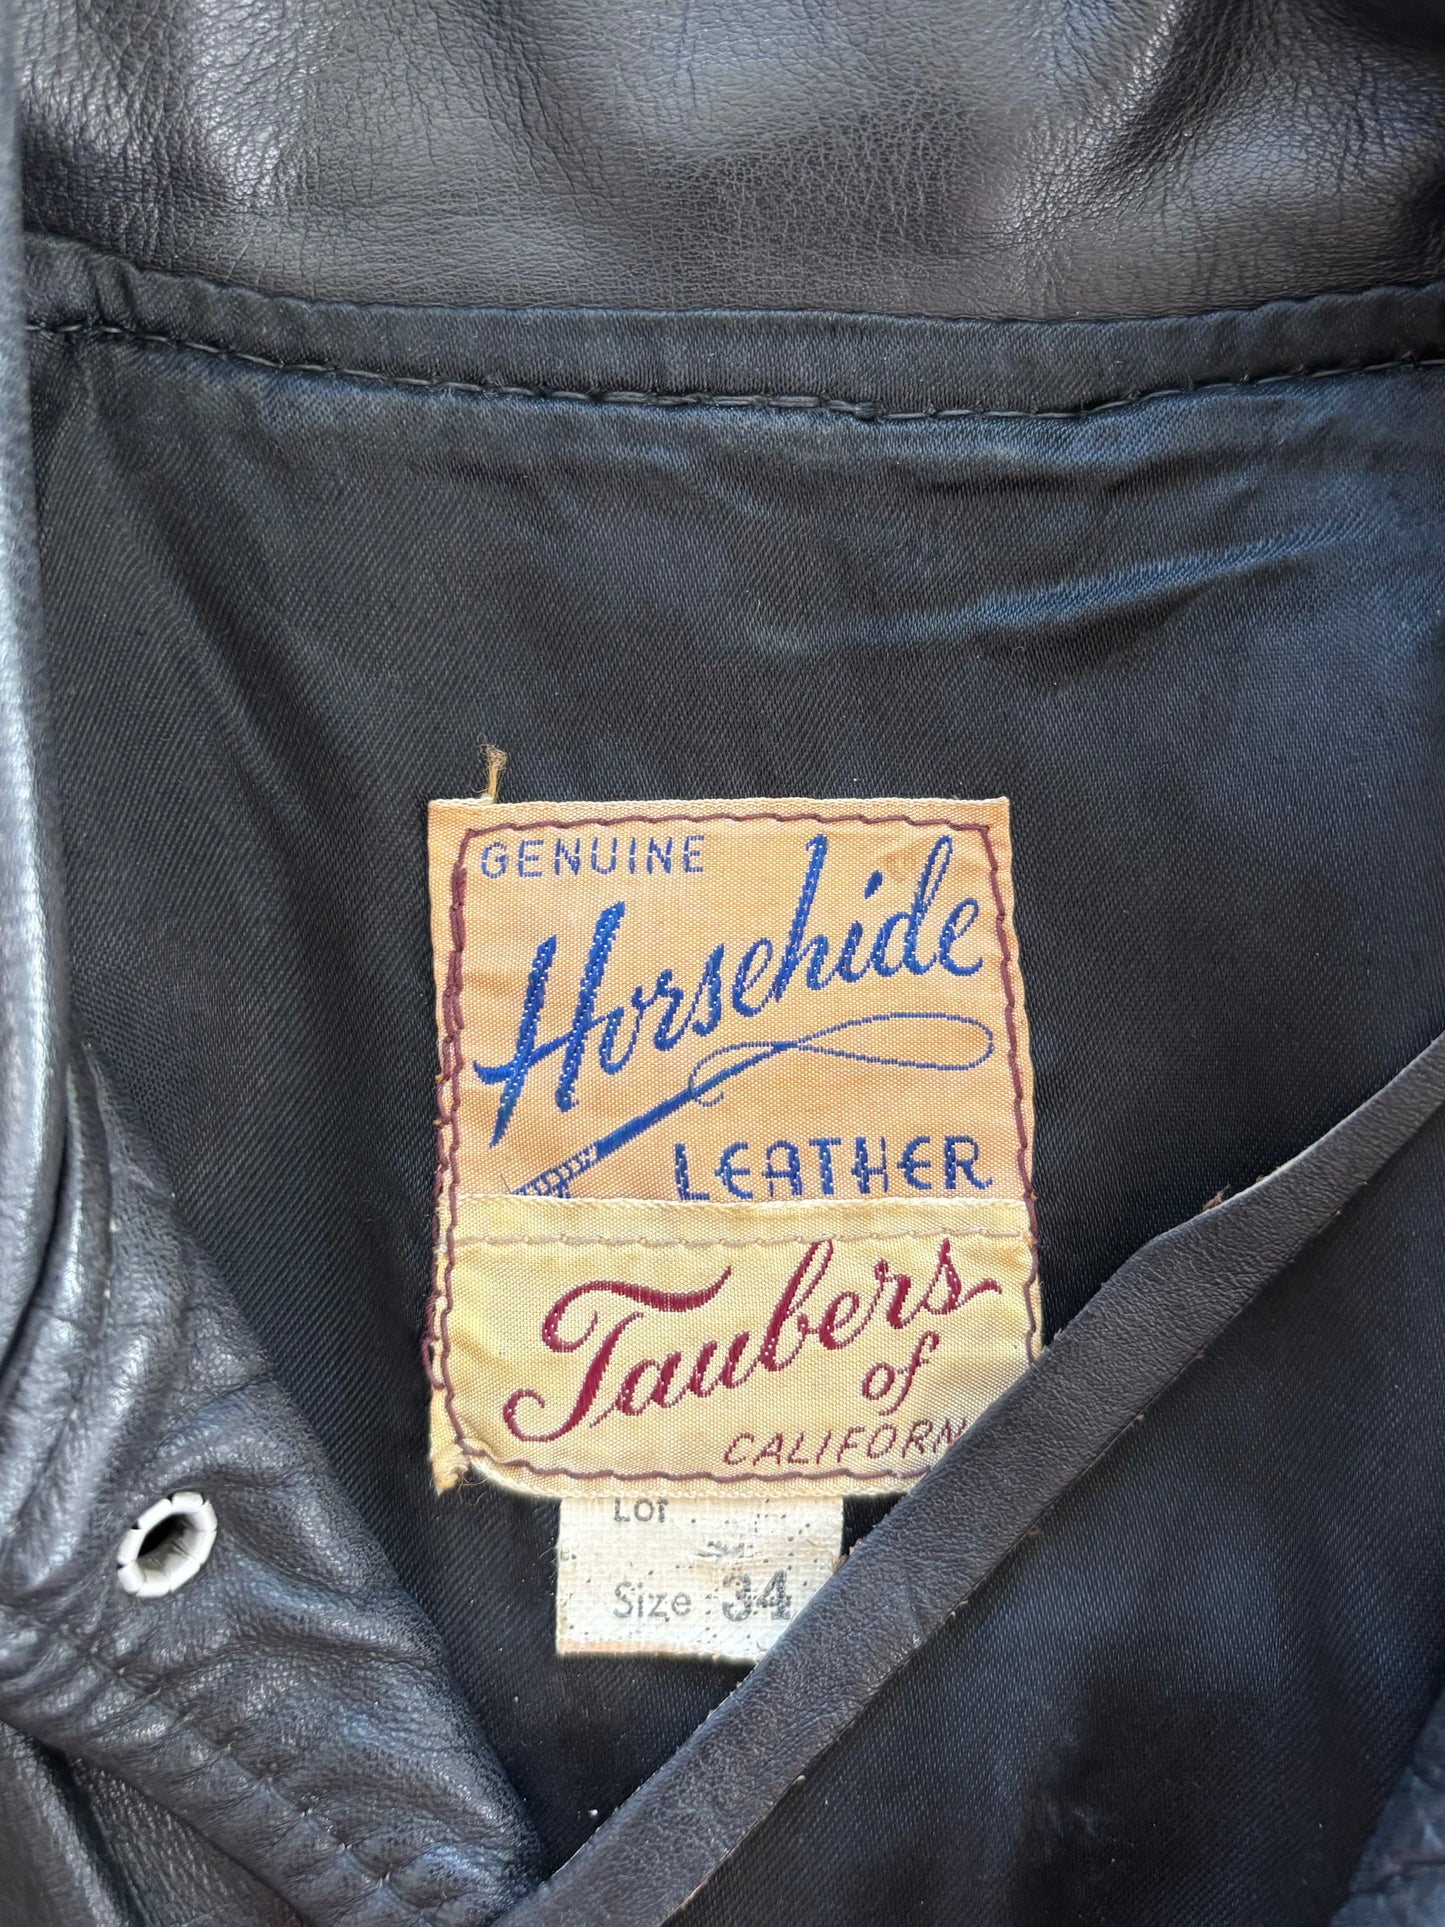 GENUINE
Horsehide
LEATHER
Taubers
of
CALIFORN
Lot
Size 34